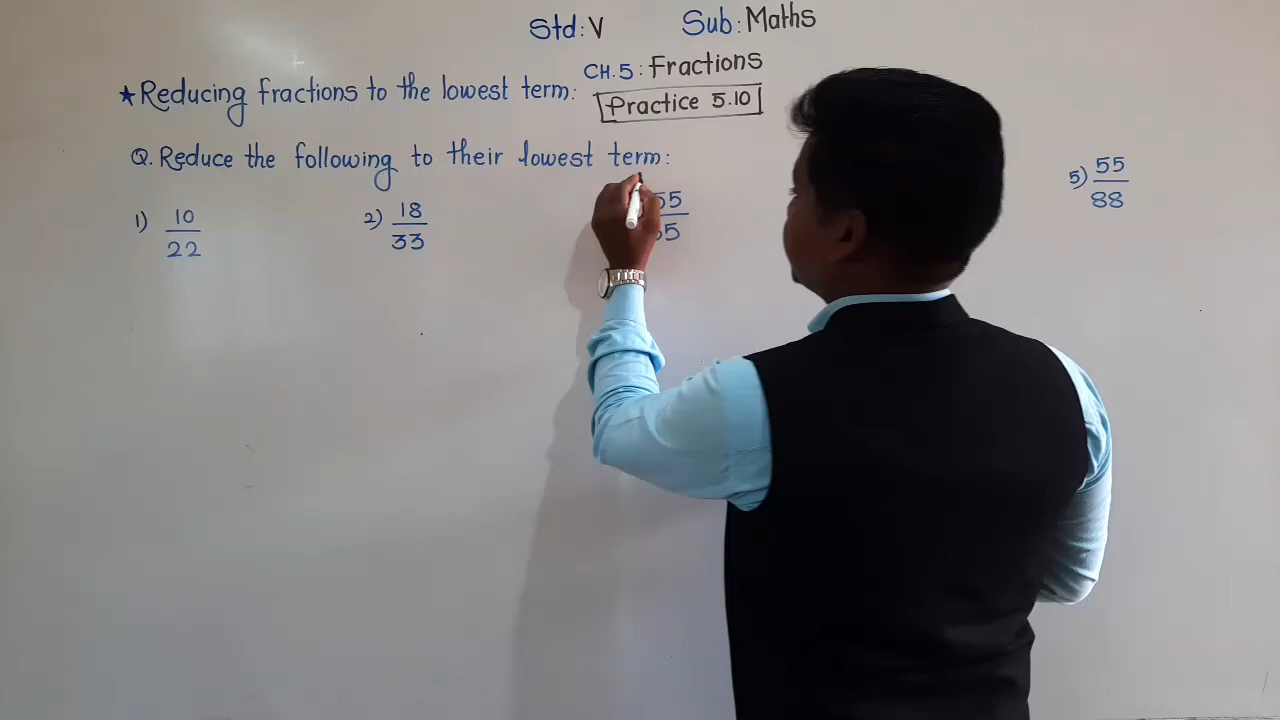 Std: V Sub: Maths
CH.5: Fractions
★Reducing fractions to the lowest term:
Practice 5.10
Q. Reduce the following to their lowest term:
1) 10/22
2) 18/33
5) 55/88